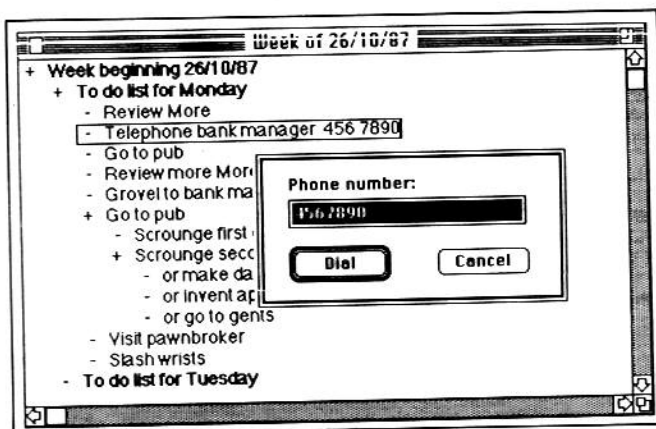 Week of 26/10/87
+ Week beginning 26/10/87
+ To do list for Monday
- Review More
- Telephone bank manager 456 7890
- Go to pub
- Review more More
- Grovel to bank ma
+ Go to pub
- Scrounge first
+ Scrounge seco
- or make da
- or invent ap
- or go to gents
- Visit pawnbroker
- Slash wrists
- To do list for Tuesday
Phone number:
4567890
Dial
Cancel